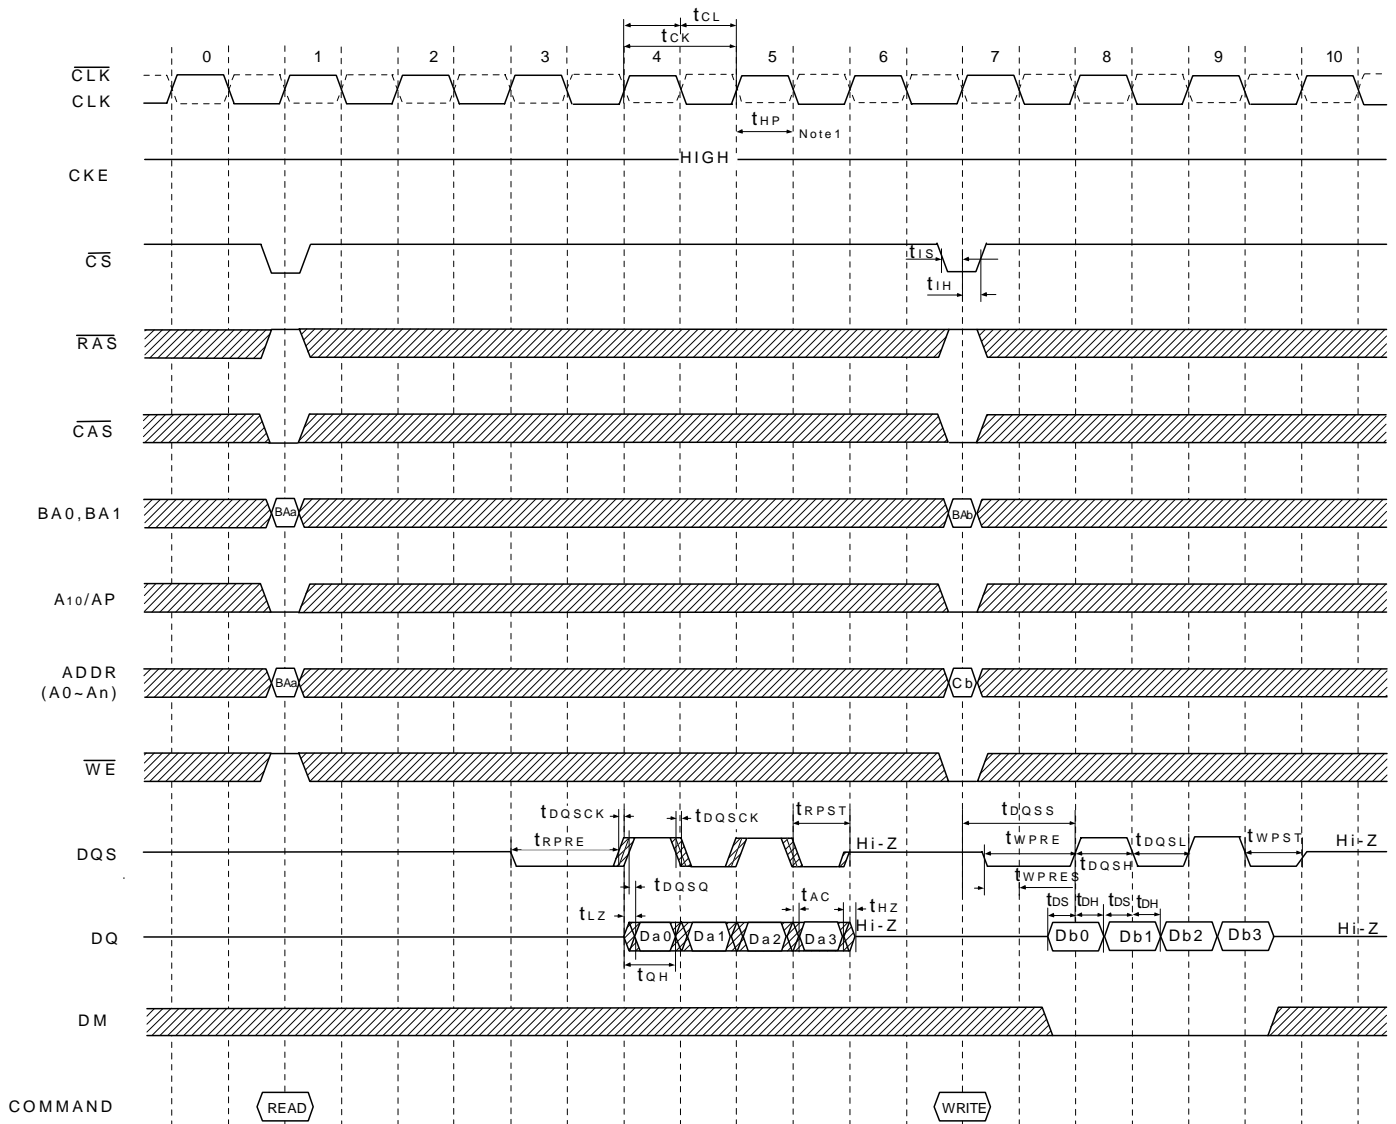 tCL
tCK
0 1 2 3 4 5 6 7 8 9 10
CLK
CLK
tHP Note1
HIGH
CKE
CS
tIS
tIH
RAS
CAS
BA0,BA1 BAa BAb
A10/AP
ADDR
(A0~An) BAa Cb
WE
tDQSCK tDQSCK tRPST tDQSS
tRPRE tWPRE tDQSL tWPST
DQS Hi-Z Hi-Z
tDQSH
tWPRES
tDQSQ
tAC tHZ tDS tDH tDS tDH
tLZ
DQ Da0 Da1 Da2 Da3 Hi-Z Db0 Db1 Db2 Db3 Hi-Z
tQH
DM
COMMAND READ WRITE